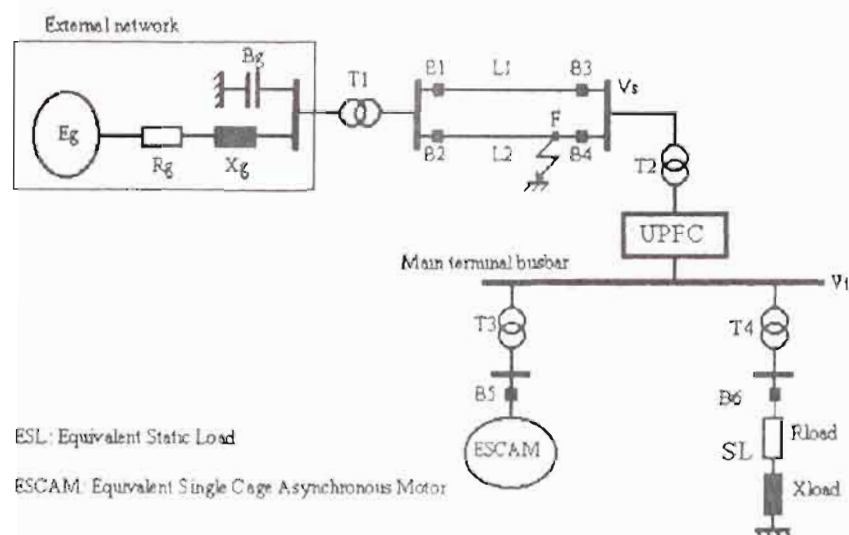 External network
Bg
T1
B1
L1
B3
Vs
Eg
Rg
Xg
B2
L2
F
B4
T2
UPFC
Main terminal busbar
Vt
T3
T4
B5
B6
ESCAM
Rload
SL
Xload
ESL: Equivalent Static Load
ESCAM: Equivalent Single Cage Asynchronous Motor